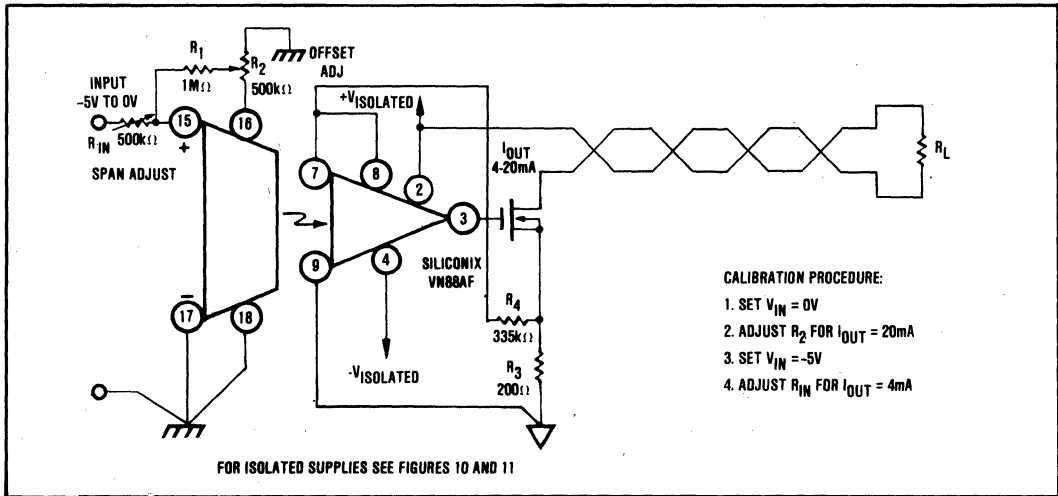 R1
1MΩ
R2
500kΩ
OFFSET
ADJ
INPUT
-5V TO 0V
RIN
500kΩ
SPAN ADJUST
15
+
16
−
17
18
7
8
+VISOLATED
2
9
4
3
-VISOLATED
IOUT
4-20mA
SILICONIX
VN88AF
R4
335kΩ
R3
200Ω
RL
CALIBRATION PROCEDURE:
1. SET VIN = 0V
2. ADJUST R2 FOR IOUT = 20mA
3. SET VIN = -5V
4. ADJUST RIN FOR IOUT = 4mA
FOR ISOLATED SUPPLIES SEE FIGURES 10 AND 11